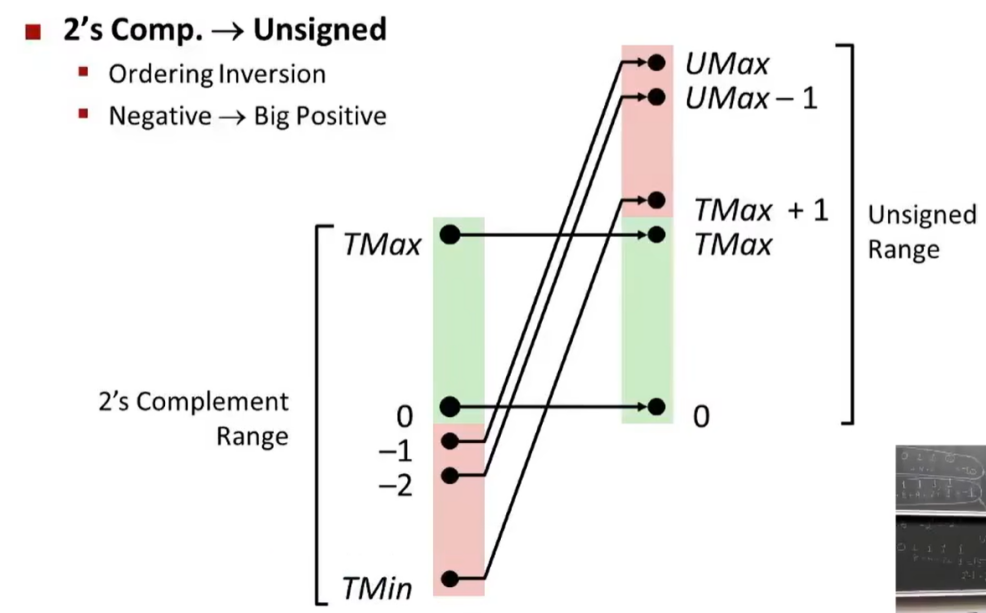 2's Comp. → Unsigned
Ordering Inversion
Negative → Big Positive
UMax
UMax – 1
TMax + 1
TMax
Unsigned
Range
TMax
2's Complement
Range
0
0
–1
–2
TMin